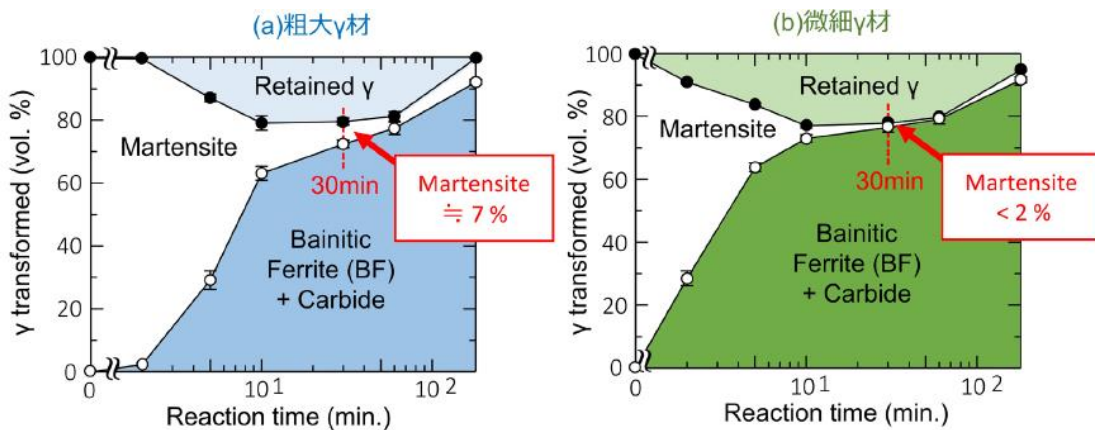 (a)粗大γ材
100
80
60
40
20
0
γ transformed (vol. %)
Retained γ
Martensite
30min
Martensite
≒ 7 %
Bainitic
Ferrite (BF)
+ Carbide
0
10¹
10²
Reaction time (min.)
(b)微細γ材
100
80
60
40
20
0
γ transformed (vol. %)
Retained γ
Martensite
30min
Martensite
< 2 %
Bainitic
Ferrite (BF)
+ Carbide
0
10¹
10²
Reaction time (min.)